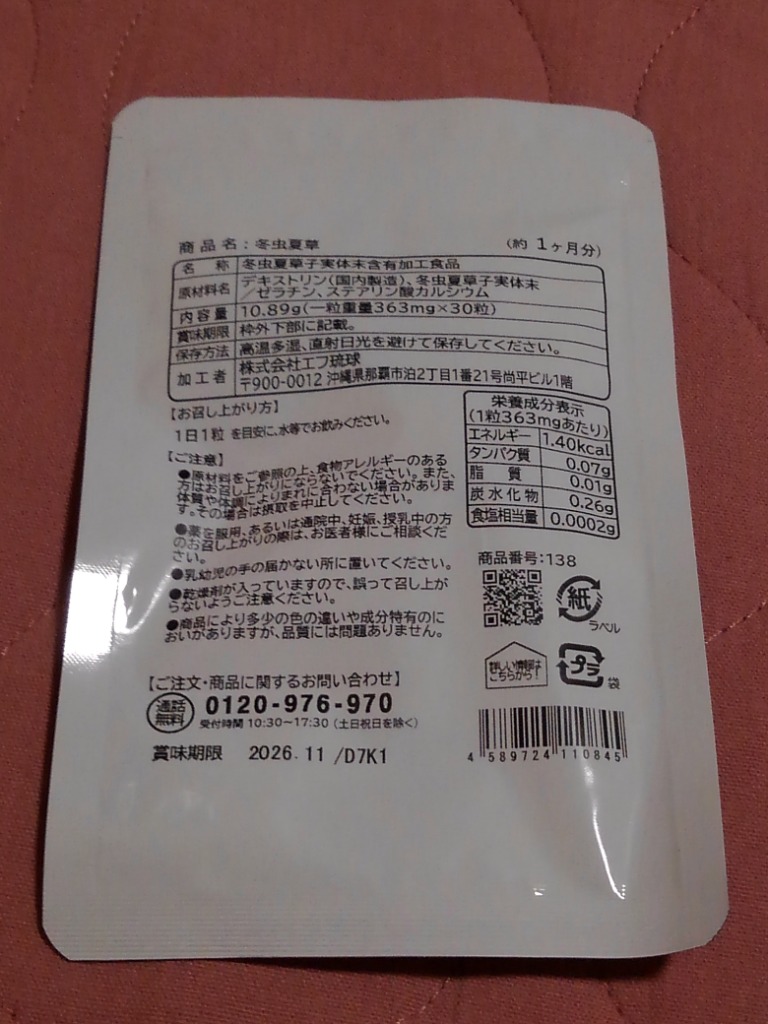 商品名：冬虫夏草 （約１ヶ月分）
名称 冬虫夏草子実体末含有加工食品
原材料名 デキストリン（国内製造）、冬虫夏草子実体末
／ゼラチン、ステアリン酸カルシウム
内容量 10.89g（一粒重量363mg×30粒）
賞味期限 枠外下部に記載。
保存方法 高温多湿、直射日光を避けて保存してください。
加工者 株式会社エフ琉球
〒900-0012 沖縄県那覇市泊2丁目1番21号尚平ビル1階
【お召し上がり方】
1日1粒 を目安に、水等でお飲みください。
【ご注意】
●原材料をご参照の上、食物アレルギーのある
方はお召し上がりにならないでください。また、
体質や体調によりまれに合わない場合がありま
す。その場合は摂取を中止してください。
●薬を服用、あるいは通院中、妊娠、授乳中の方
のお召し上がりの際は、お医者様にご相談くだ
さい。
●乳幼児の手の届かない所に置いてください。
●乾燥剤が入っていますので、誤って召し上が
らないようご注意ください。
●商品により多少の色の違いや成分特有のに
おいがありますが、品質には問題ありません。
栄養成分表示
（1粒363mgあたり）
エネルギー 1.40kcal
タンパク質 0.07g
脂質 0.01g
炭水化物 0.26g
食塩相当量 0.0002g
商品番号：138
紙
ラベル
詳しい情報は
こちらから！
プラ
袋
【ご注文・商品に関するお問い合わせ】
通話
無料
0120-976-970
受付時間 10:30～17:30（土日祝日を除く）
賞味期限 2026.11 /D7K1
4 589724 110845